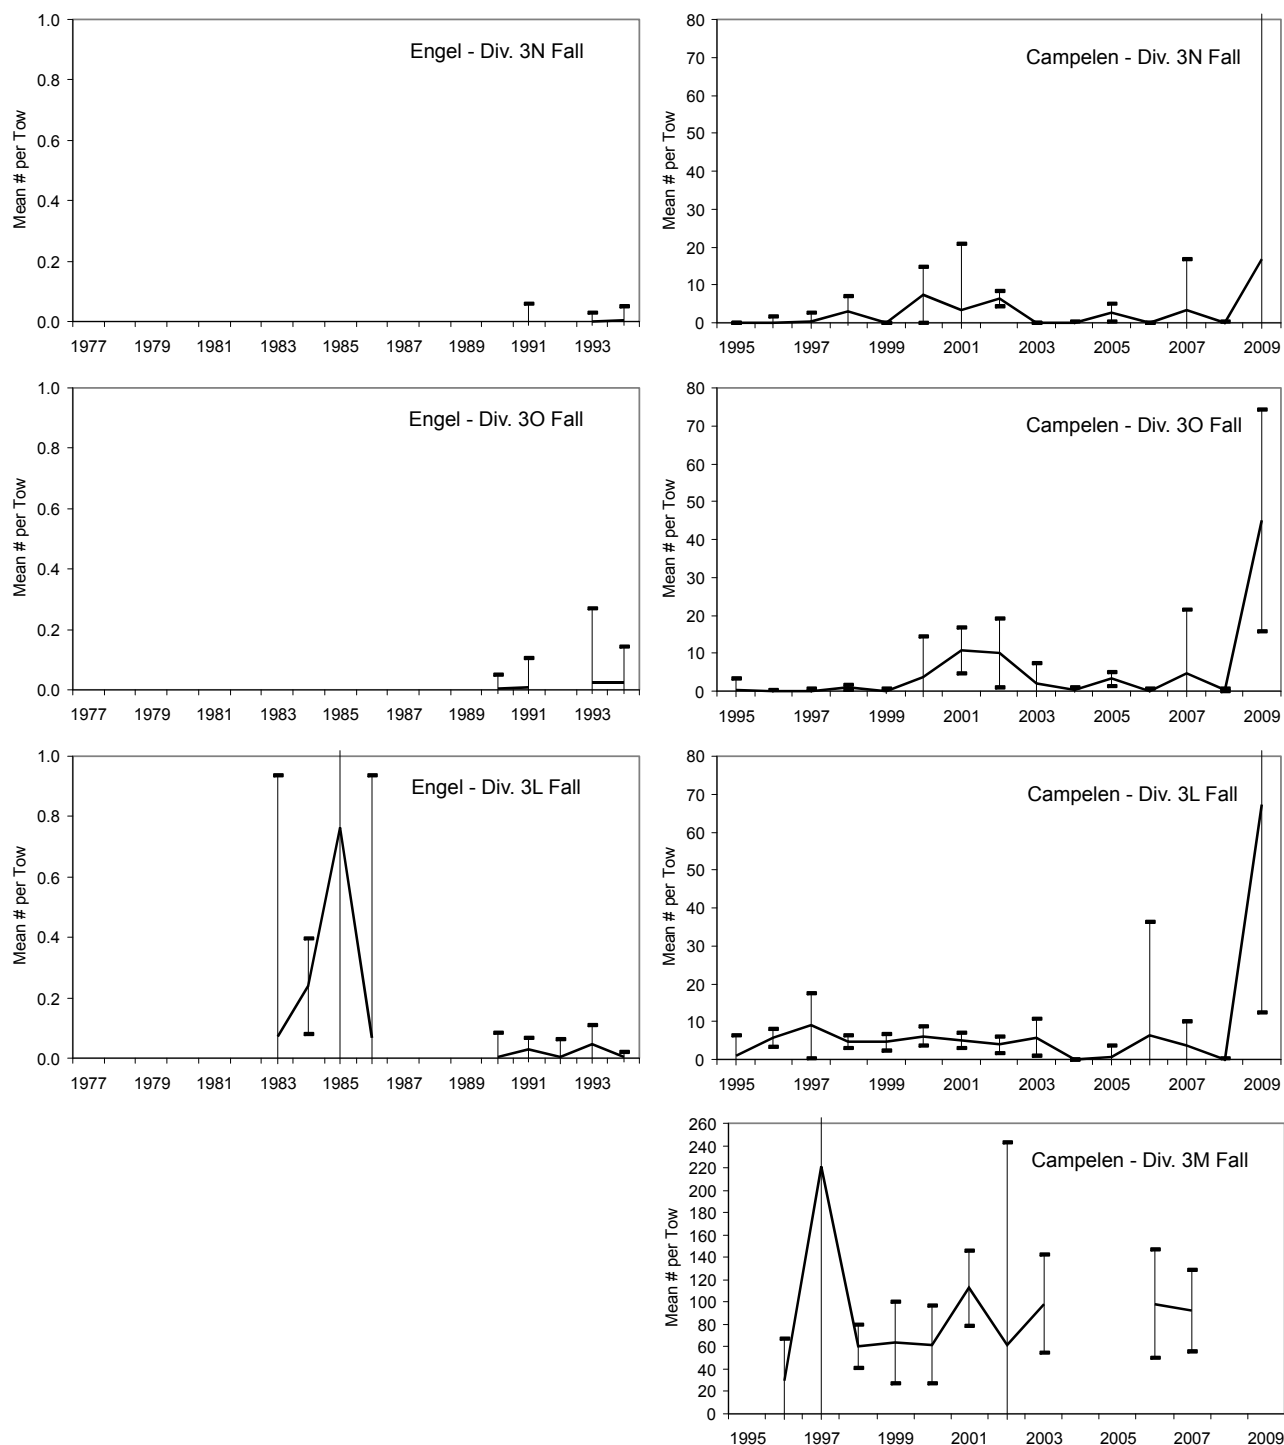 Engel - Div. 3N Fall
Mean # per Tow
1.0
0.8
0.6
0.4
0.2
0.0
1977 1979 1981 1983 1985 1987 1989 1991 1993
Campelen - Div. 3N Fall
Mean # per Tow
80
70
60
50
40
30
20
10
0
1995 1997 1999 2001 2003 2005 2007 2009
Engel - Div. 3O Fall
Mean # per Tow
1.0
0.8
0.6
0.4
0.2
0.0
1977 1979 1981 1983 1985 1987 1989 1991 1993
Campelen - Div. 3O Fall
Mean # per Tow
80
70
60
50
40
30
20
10
0
1995 1997 1999 2001 2003 2005 2007 2009
Engel - Div. 3L Fall
Mean # per Tow
1.0
0.8
0.6
0.4
0.2
0.0
1977 1979 1981 1983 1985 1987 1989 1991 1993
Campelen - Div. 3L Fall
Mean # per Tow
80
70
60
50
40
30
20
10
0
1995 1997 1999 2001 2003 2005 2007 2009
Campelen - Div. 3M Fall
Mean # per Tow
260
240
220
200
180
160
140
120
100
80
60
40
20
0
1995 1997 1999 2001 2003 2005 2007 2009